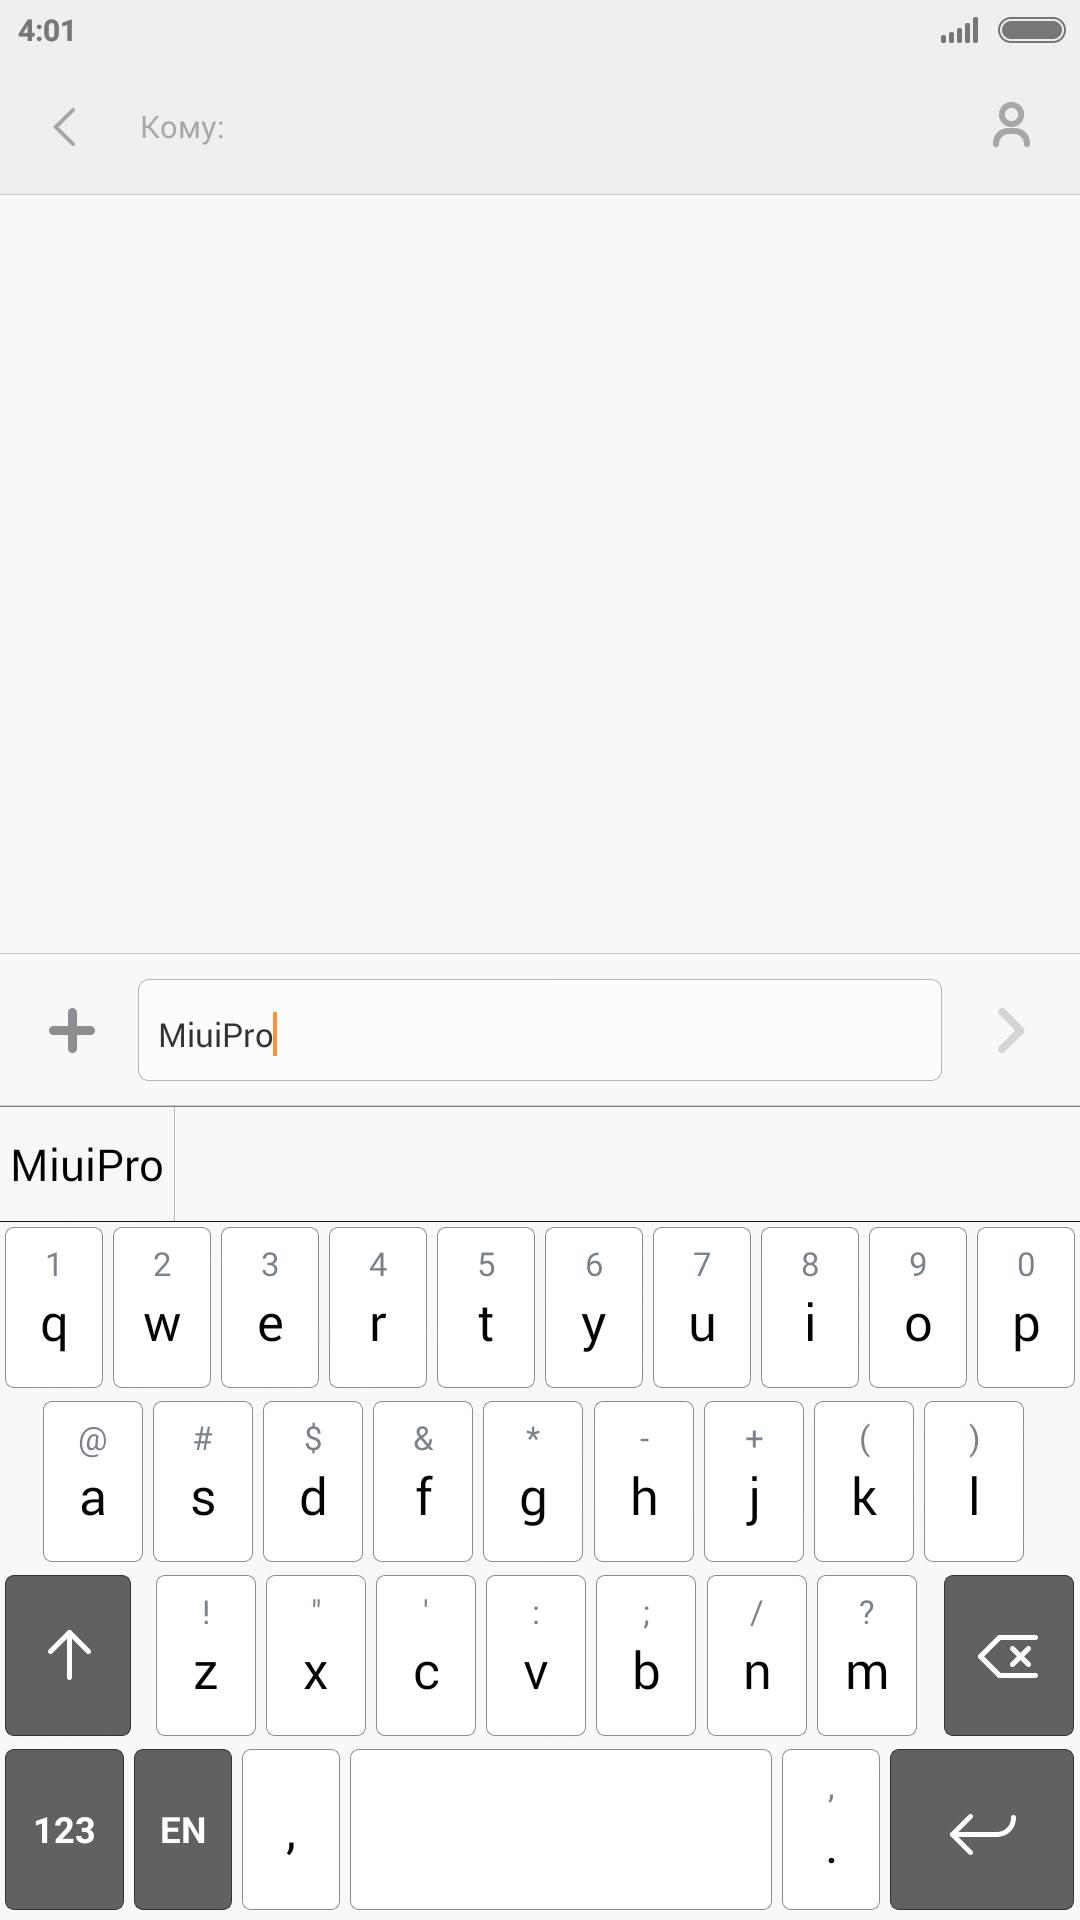 4:01
Кому:
MiuiPro
MiuiPro
1 2 3 4 5 6 7 8 9 0
q w e r t y u i o p
@ # $ & * - + ( )
a s d f g h j k l
! " ' : ; / ?
z x c v b n m
,
123 EN , .